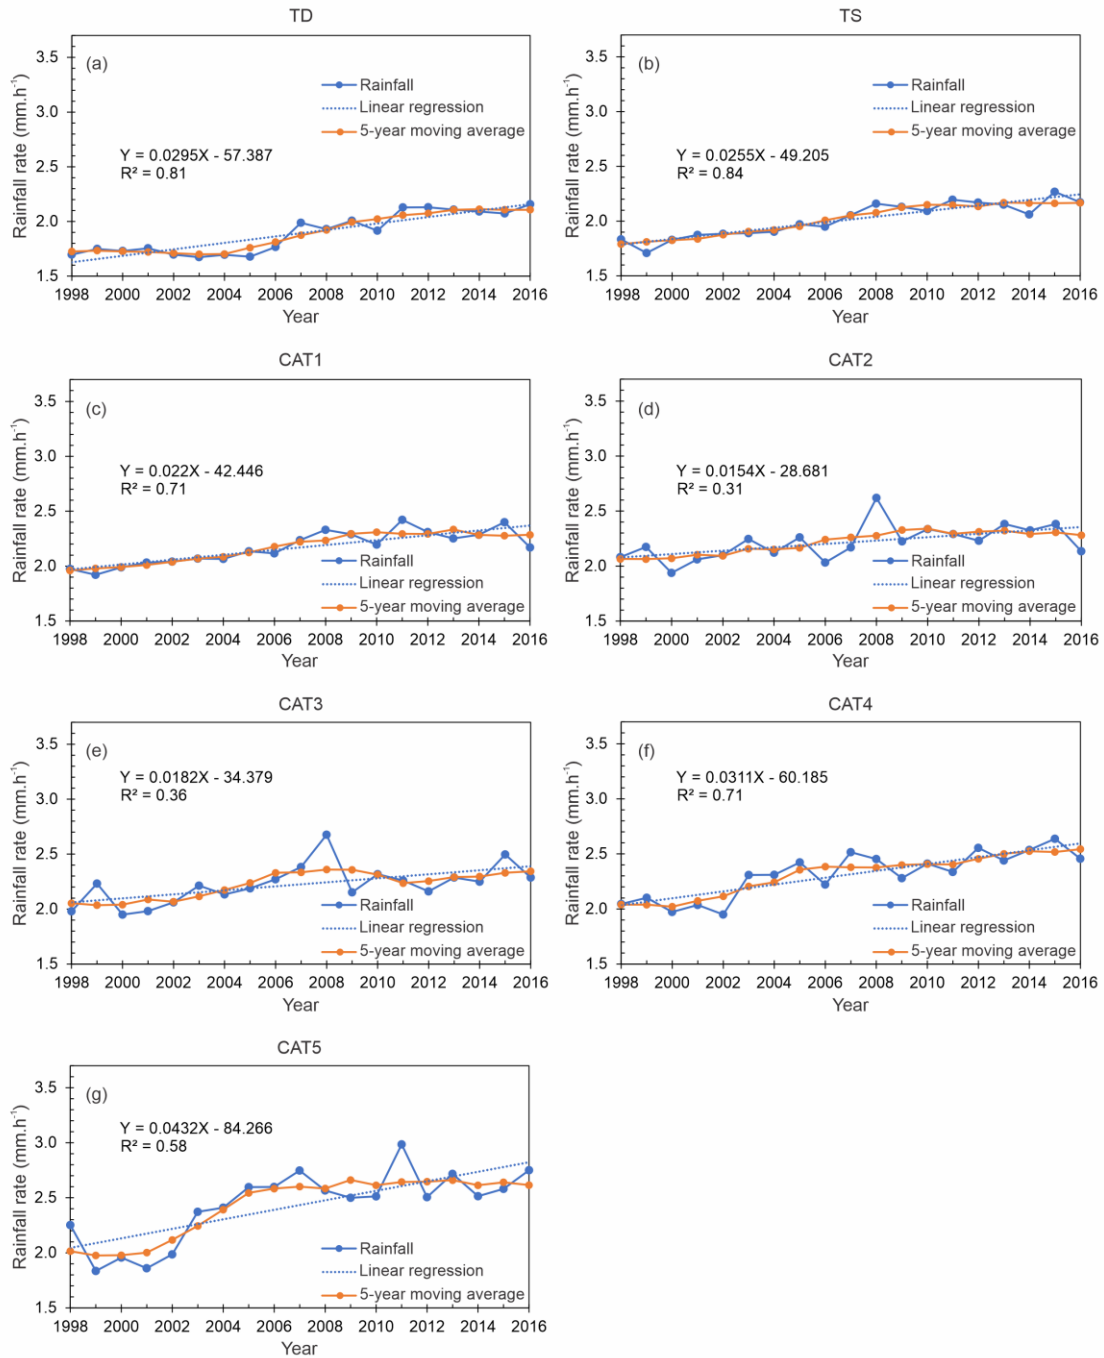 TD
(a)
Rainfall
Linear regression
5-year moving average
Y = 0.0295X - 57.387
R² = 0.81
Rainfall rate (mm.h⁻¹)
3.5
3.0
2.5
2.0
1.5
1998 2000 2002 2004 2006 2008 2010 2012 2014 2016
Year
TS
(b)
Rainfall
Linear regression
5-year moving average
Y = 0.0255X - 49.205
R² = 0.84
Rainfall rate (mm.h⁻¹)
3.5
3.0
2.5
2.0
1.5
1998 2000 2002 2004 2006 2008 2010 2012 2014 2016
Year
CAT1
(c)
Y = 0.022X - 42.446
R² = 0.71
Rainfall
Linear regression
5-year moving average
Rainfall rate (mm.h⁻¹)
3.5
3.0
2.5
2.0
1.5
1998 2000 2002 2004 2006 2008 2010 2012 2014 2016
Year
CAT2
(d)
Y = 0.0154X - 28.681
R² = 0.31
Rainfall
Linear regression
5-year moving average
Rainfall rate (mm.h⁻¹)
3.5
3.0
2.5
2.0
1.5
1998 2000 2002 2004 2006 2008 2010 2012 2014 2016
Year
CAT3
(e)
Y = 0.0182X - 34.379
R² = 0.36
Rainfall
Linear regression
5-year moving average
Rainfall rate (mm.h⁻¹)
3.5
3.0
2.5
2.0
1.5
1998 2000 2002 2004 2006 2008 2010 2012 2014 2016
Year
CAT4
(f)
Y = 0.0311X - 60.185
R² = 0.71
Rainfall
Linear regression
5-year moving average
Rainfall rate (mm.h⁻¹)
3.5
3.0
2.5
2.0
1.5
1998 2000 2002 2004 2006 2008 2010 2012 2014 2016
Year
CAT5
(g)
Y = 0.0432X - 84.266
R² = 0.58
Rainfall
Linear regression
5-year moving average
Rainfall rate (mm.h⁻¹)
3.5
3.0
2.5
2.0
1.5
1998 2000 2002 2004 2006 2008 2010 2012 2014 2016
Year